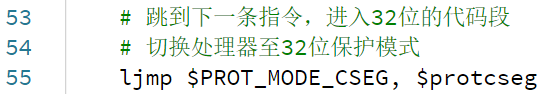 53 # 跳到下一条指令，进入32位的代码段
54 # 切换处理器至32位保护模式
55 ljmp $PROT_MODE_CSEG, $protcseg